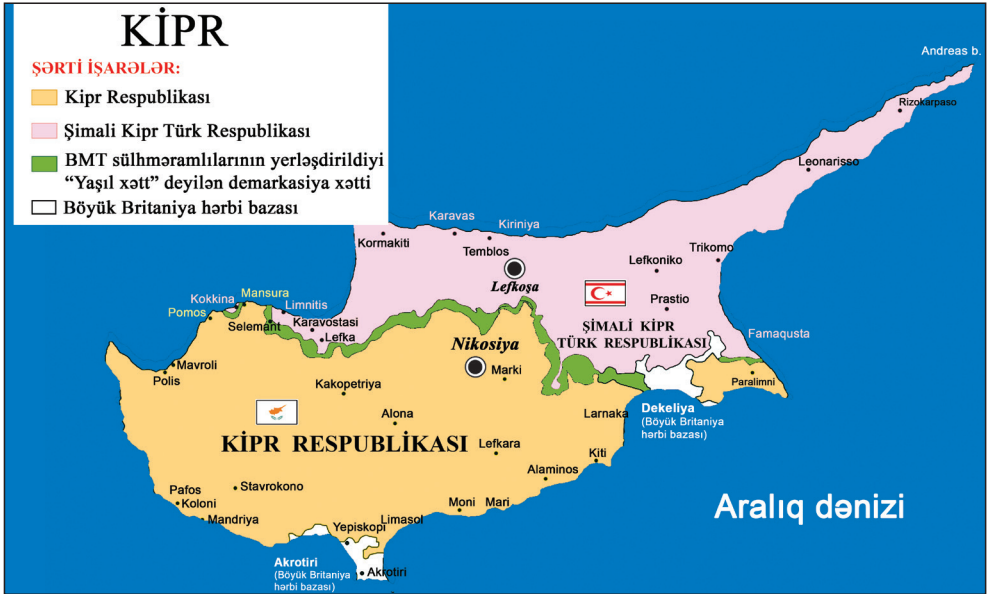 KİPR
ŞƏRTİ İŞARƏLƏR:
Kipr Respublikası
Şimali Kipr Türk Respublikası
BMT sülhməramlılarının yerləşdirildiyi
“Yaşıl xətt” deyilən demarkasiya xətti
Böyük Britaniya hərbi bazası
Andreas b.
Rizokarpaso
Leonarisso
Karavas
Kiriniya
Kormakiti
Temblos
Trikomo
Lefkoniko
Lefkoşa
Prastio
Kokkina
Mansura
Limnitis
Pomos
Selemant
Karavostasi
Lefka
ŞİMALİ KİPR
TÜRK RESPUBLİKASI
Famaqusta
Nikosiya
Mavroli
Polis
Marki
Paralimni
Kakopetriya
Dekeliya
(Böyük Britaniya
hərbi bazası)
Alona
Larnaka
KİPR RESPUBLİKASI
Lefkara
Kiti
Alaminos
Pafos
Stavrokono
Koloni
Moni
Mari
Aralıq dənizi
Mandriya
Yepiskopi
Limasol
Akrotiri
(Böyük Britaniya
hərbi bazası)
Akrotiri